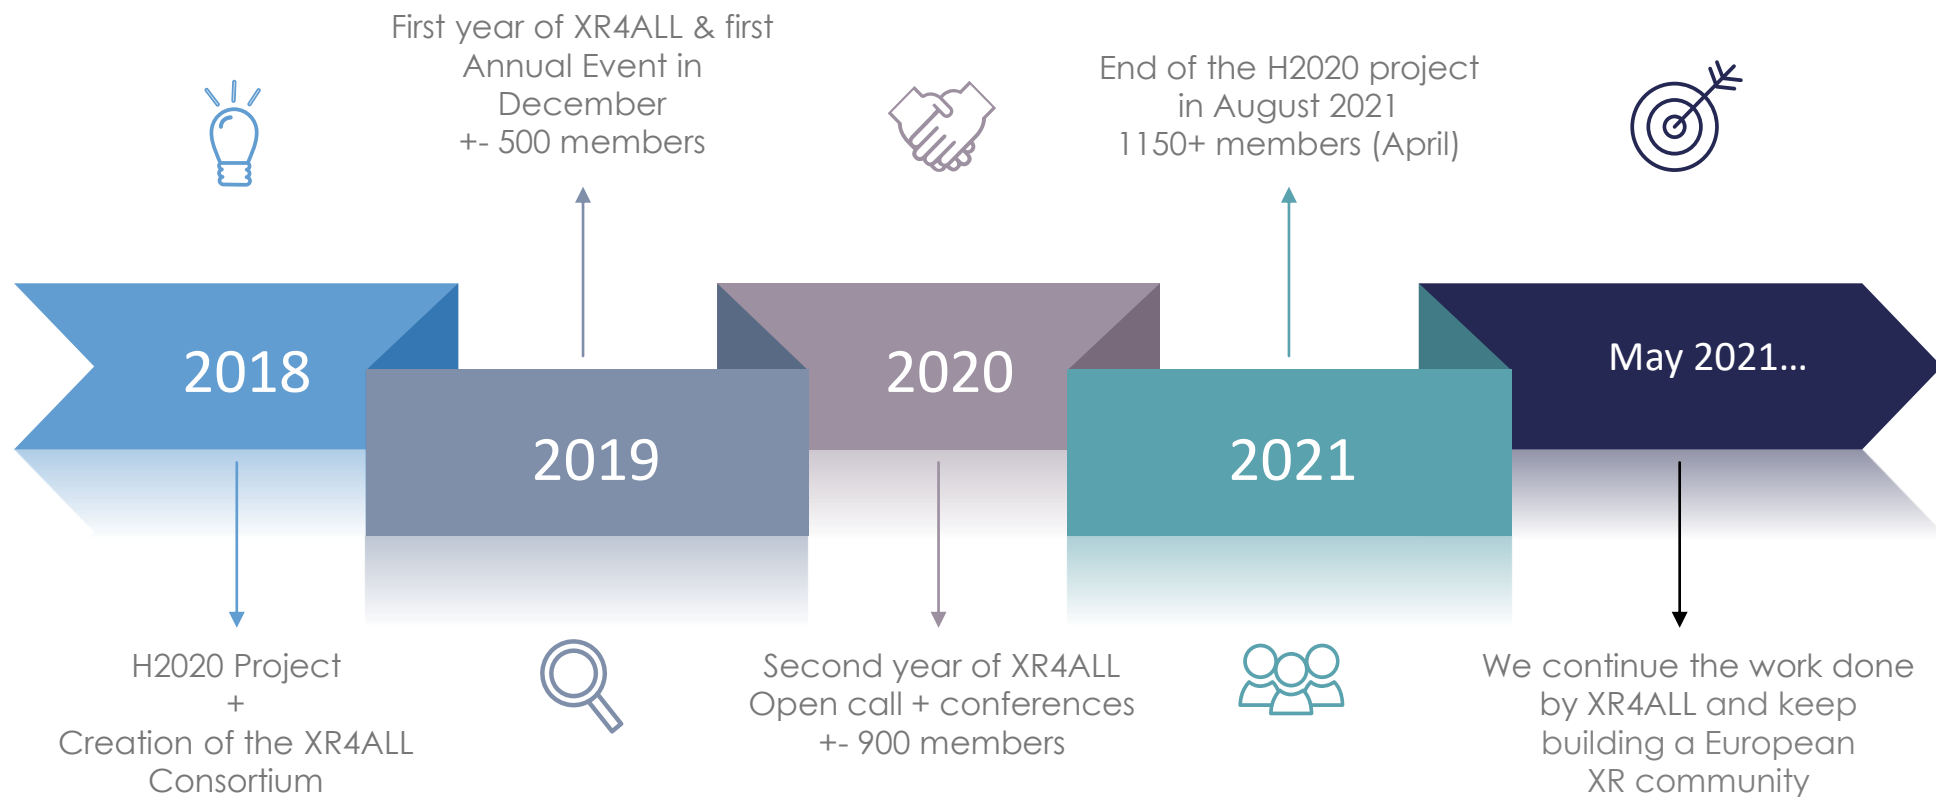 First year of XR4ALL & first
Annual Event in
December
+- 500 members
End of the H2020 project
in August 2021
1150+ members (April)
2018
2019
2020
2021
May 2021...
H2020 Project
+
Creation of the XR4ALL
Consortium
Second year of XR4ALL
Open call + conferences
+- 900 members
We continue the work done
by XR4ALL and keep
building a European
XR community